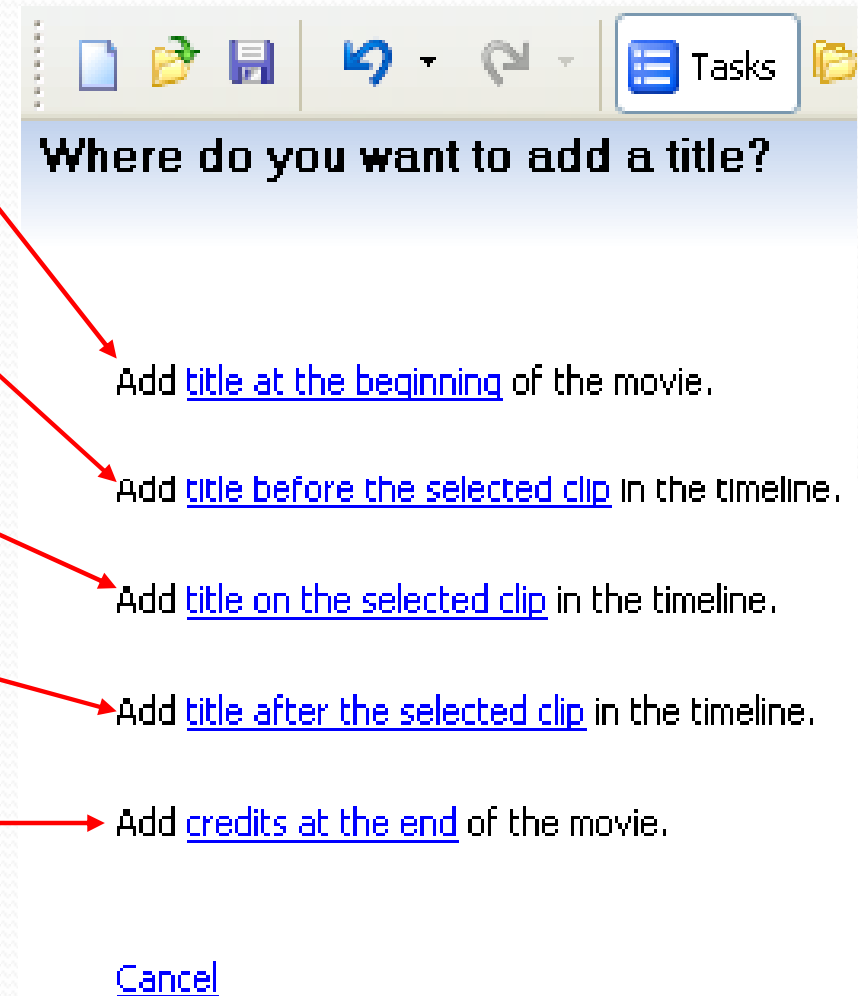 Tasks
Where do you want to add a title?
Add title at the beginning of the movie.
Add title before the selected clip in the timeline.
Add title on the selected clip in the timeline.
Add title after the selected clip in the timeline.
Add credits at the end of the movie.
Cancel